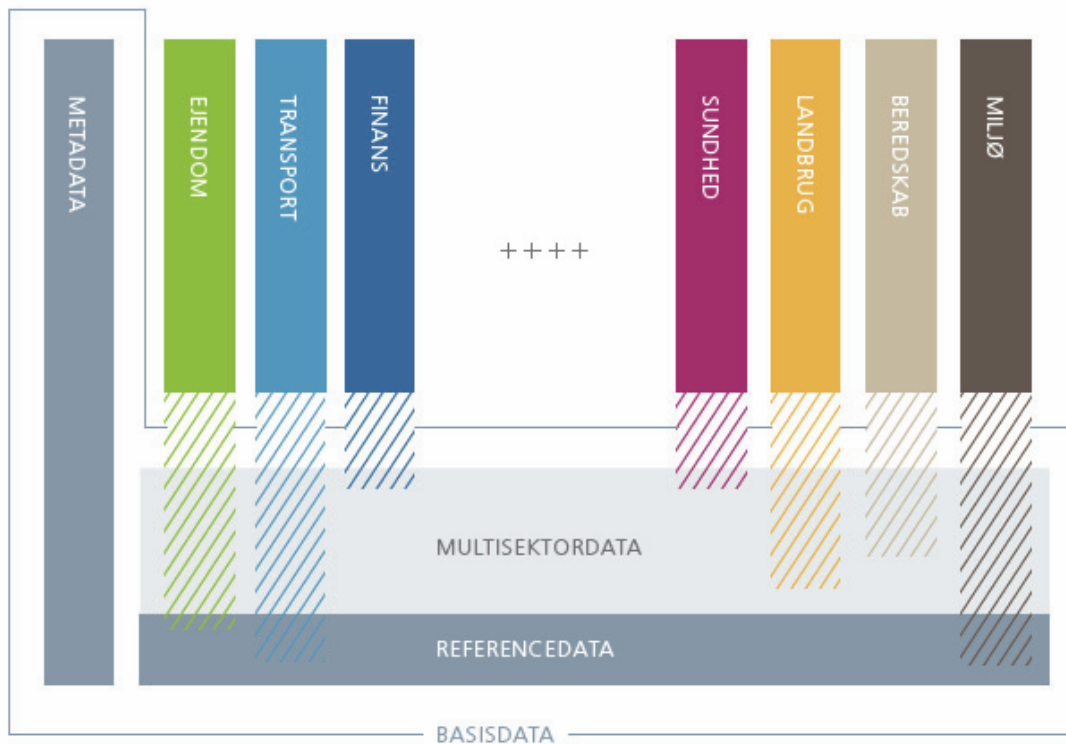 METADATA
EJENDOM
TRANSPORT
FINANS
++++
SUNDHED
LANDBRUG
BEREDSKAB
MILJØ
MULTISEKTORDATA
REFERENCEDATA
BASISDATA